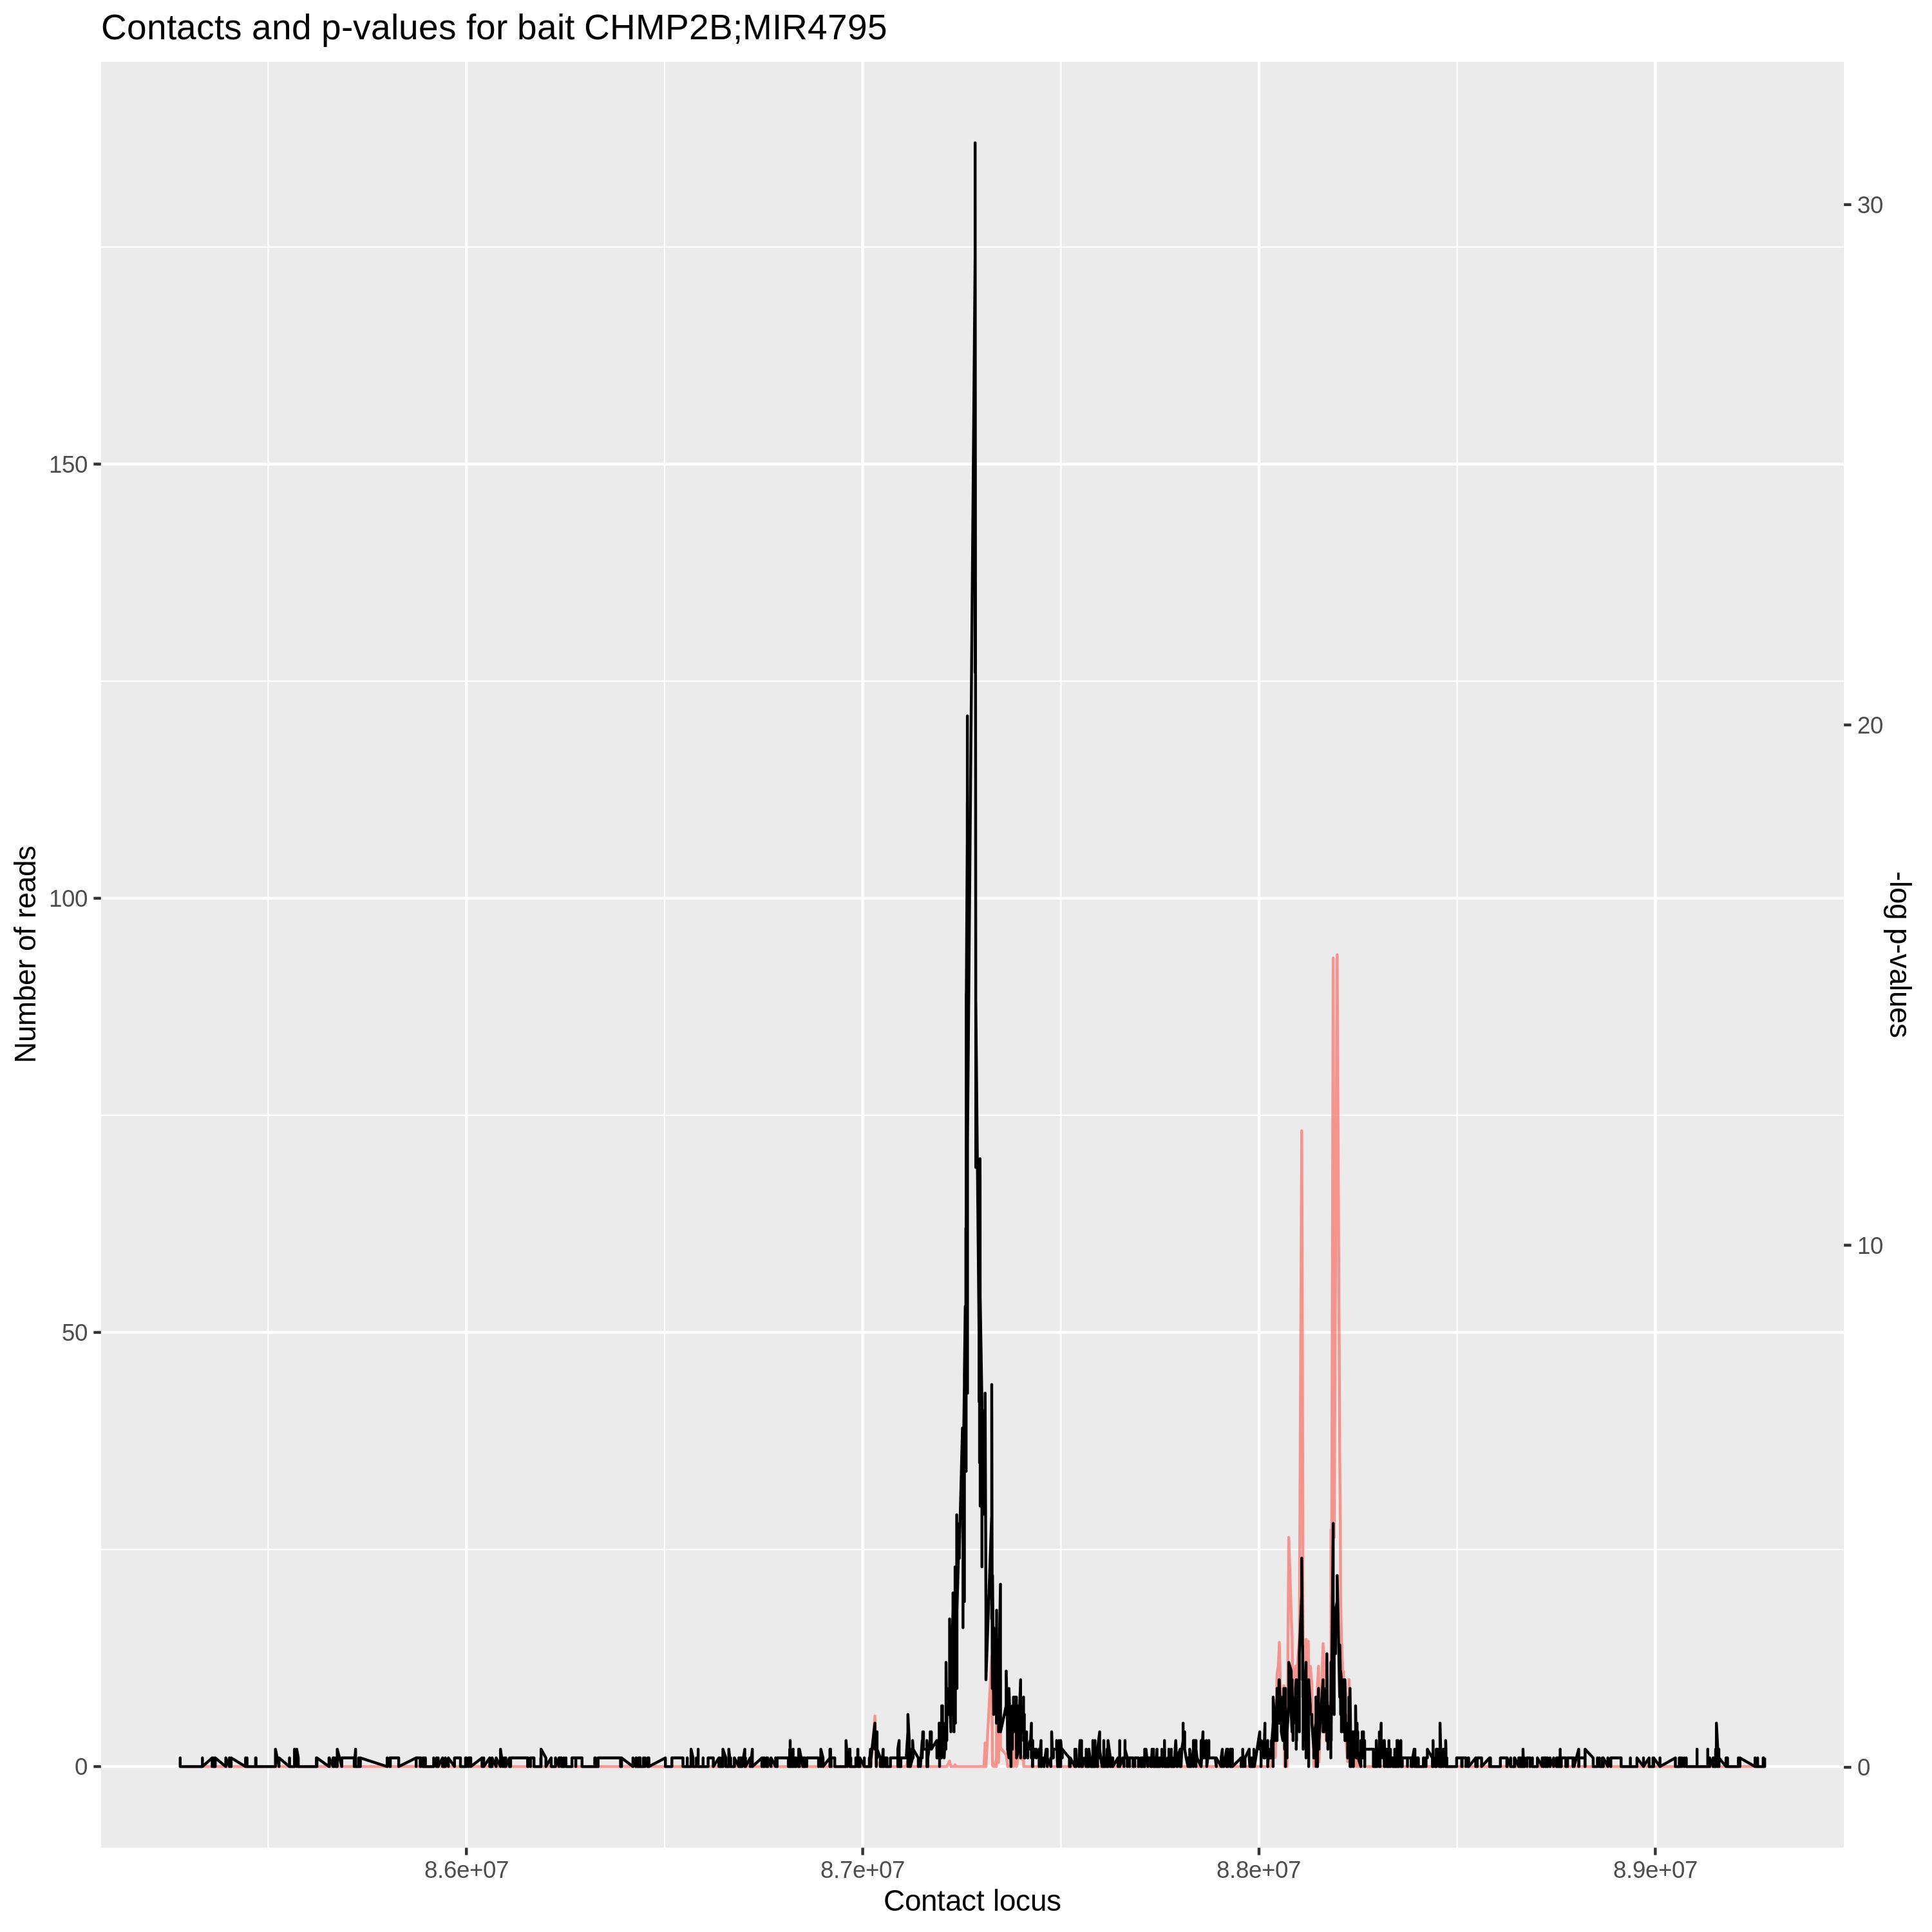 Contacts and p-values for bait CHMP2B;MIR4795
Number of reads
150
100
50
0
30
20
10
0
-log p-values
8.6e+07
8.7e+07
8.8e+07
8.9e+07
Contact locus